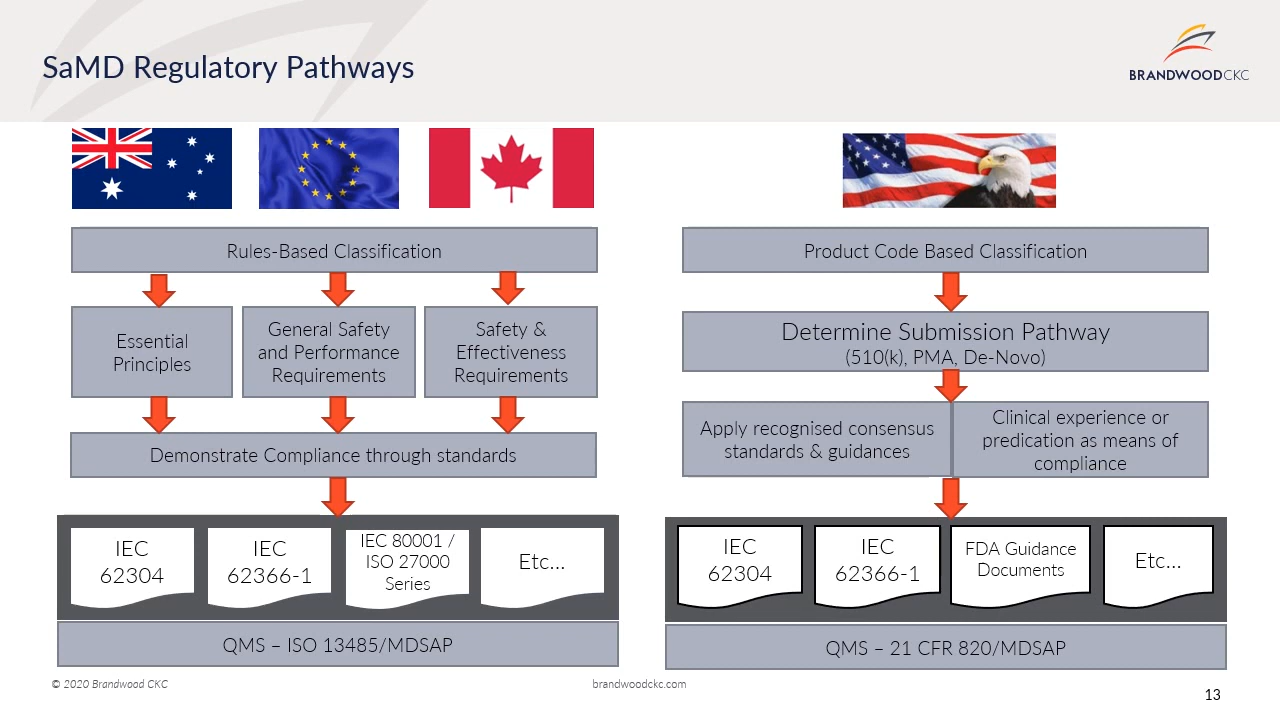 SaMD Regulatory Pathways
BRANDWOODCKC
Rules-Based Classification
Essential
Principles
General Safety
and Performance
Requirements
Safety &
Effectiveness
Requirements
Demonstrate Compliance through standards
IEC
62304
IEC
62366-1
IEC 80001 /
ISO 27000
Series
Etc...
QMS – ISO 13485/MDSAP
Product Code Based Classification
Determine Submission Pathway
(510(k), PMA, De-Novo)
Apply recognised consensus
standards & guidances
Clinical experience or
predication as means of
compliance
IEC
62304
IEC
62366-1
FDA Guidance
Documents
Etc...
QMS – 21 CFR 820/MDSAP
© 2020 Brandwood CKC
brandwoodckc.com
13